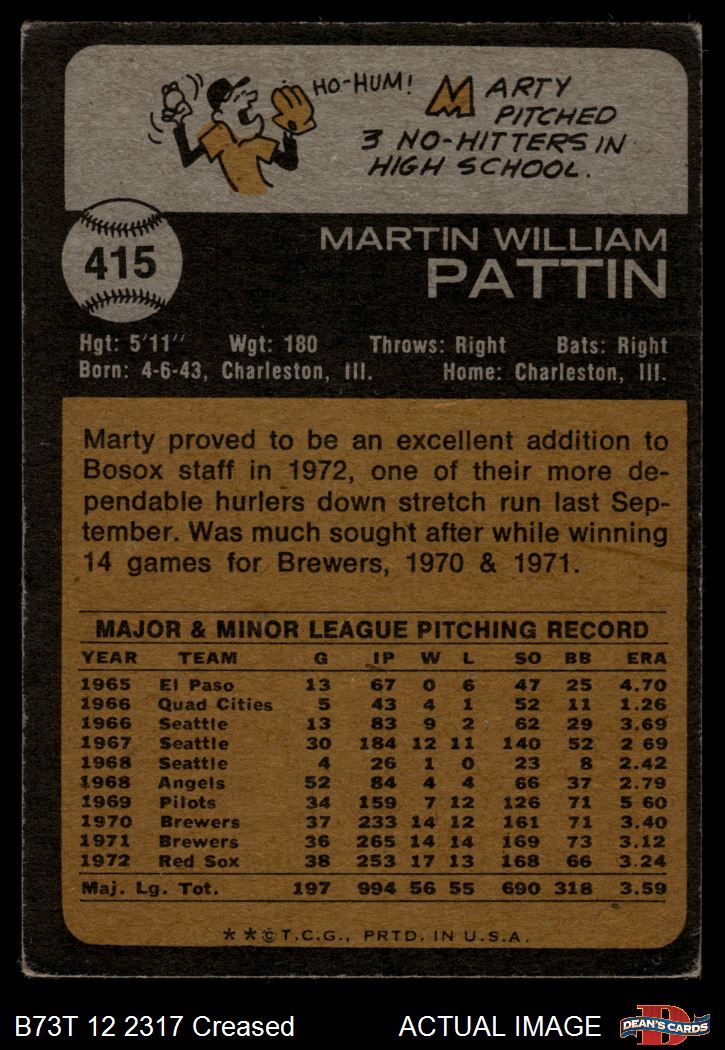 HO-HUM! MARTY
PITCHED
3 NO-HITTERS IN
HIGH SCHOOL.
415
MARTIN WILLIAM
PATTIN
Hgt: 5'11" Wgt: 180 Throws: Right Bats: Right
Born: 4-6-43, Charleston, Ill. Home: Charleston, Ill.
Marty proved to be an excellent addition to
Bosox staff in 1972, one of their more de-
pendable hurlers down stretch run last Sep-
tember. Was much sought after while winning
14 games for Brewers, 1970 & 1971.
MAJOR & MINOR LEAGUE PITCHING RECORD
YEAR TEAM G IP W L SO BB ERA
1965 El Paso 13 67 0 6 47 25 4.70
1966 Quad Cities 5 43 4 1 52 11 1.26
1966 Seattle 13 83 9 2 62 29 3.69
1967 Seattle 30 184 12 11 140 52 2 69
1968 Seattle 4 26 1 0 23 8 2.42
1968 Angels 52 84 4 4 66 37 2.79
1969 Pilots 34 159 7 12 126 71 5 60
1970 Brewers 37 233 14 12 161 71 3.40
1971 Brewers 36 265 14 14 169 73 3.12
1972 Red Sox 38 253 17 13 168 66 3.24
Maj. Lg. Tot. 197 994 56 55 690 318 3.59
**©T.C.G., PRTD. IN U.S.A.
B73T 12 2317 Creased ACTUAL IMAGE DEAN'S CARDS